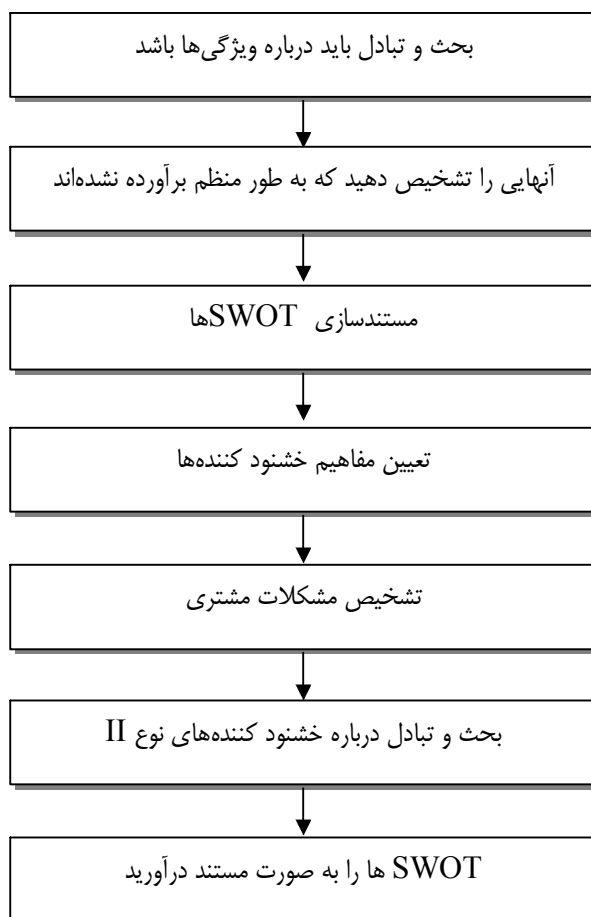 بحث و تبادل باید درباره ویژگی‌ها باشد
آنهایی را تشخیص دهید که به طور منظم برآورده نشده‌اند
مستندسازی SWOTها
تعیین مفاهیم خشنود کننده‌ها
تشخیص مشکلات مشتری
بحث و تبادل درباره خشنود کننده‌های نوع II
SWOT ها را به صورت مستند درآورید